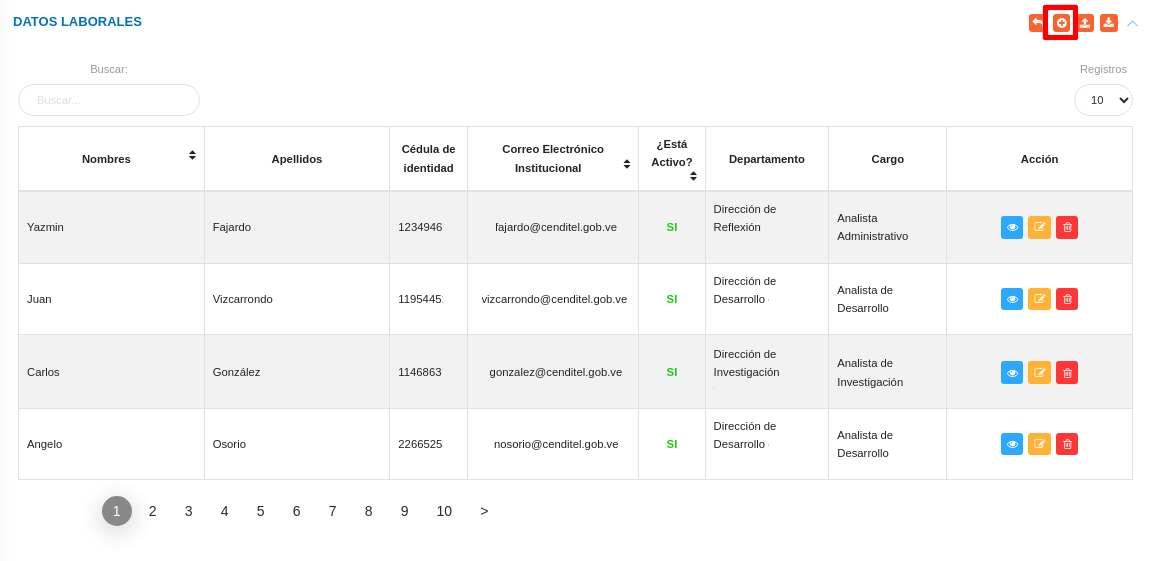 DATOS LABORALES
Buscar:
Registros
Buscar...
10
Nombres
Apellidos
Cédula de
identidad
Correo Electrónico
Institucional
¿Está
Activo?
Departamento
Cargo
Acción
Yazmin
Fajardo
1234946
fajardo@cenditel.gob.ve
SI
Dirección de
Reflexión
Analista
Administrativo
Juan
Vizcarrondo
1195445
vizcarrondo@cenditel.gob.ve
SI
Dirección de
Desarrollo
Analista de
Desarrollo
Carlos
González
1146863
gonzalez@cenditel.gob.ve
SI
Dirección de
Investigación
Analista de
Investigación
Angelo
Osorio
2266525
nosorio@cenditel.gob.ve
SI
Dirección de
Desarrollo
Analista de
Desarrollo
1 2 3 4 5 6 7 8 9 10 >